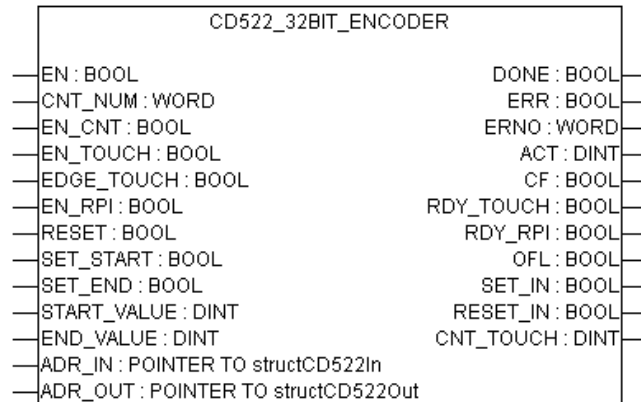 CD522_32BIT_ENCODER
EN : BOOL DONE : BOOL
CNT_NUM : WORD ERR : BOOL
EN_CNT : BOOL ERNO : WORD
EN_TOUCH : BOOL ACT : DINT
EDGE_TOUCH : BOOL CF : BOOL
EN_RPI : BOOL RDY_TOUCH : BOOL
RESET : BOOL RDY_RPI : BOOL
SET_START : BOOL OFL : BOOL
SET_END : BOOL SET_IN : BOOL
START_VALUE : DINT RESET_IN : BOOL
END_VALUE : DINT CNT_TOUCH : DINT
ADR_IN : POINTER TO structCD522In
ADR_OUT : POINTER TO structCD522Out